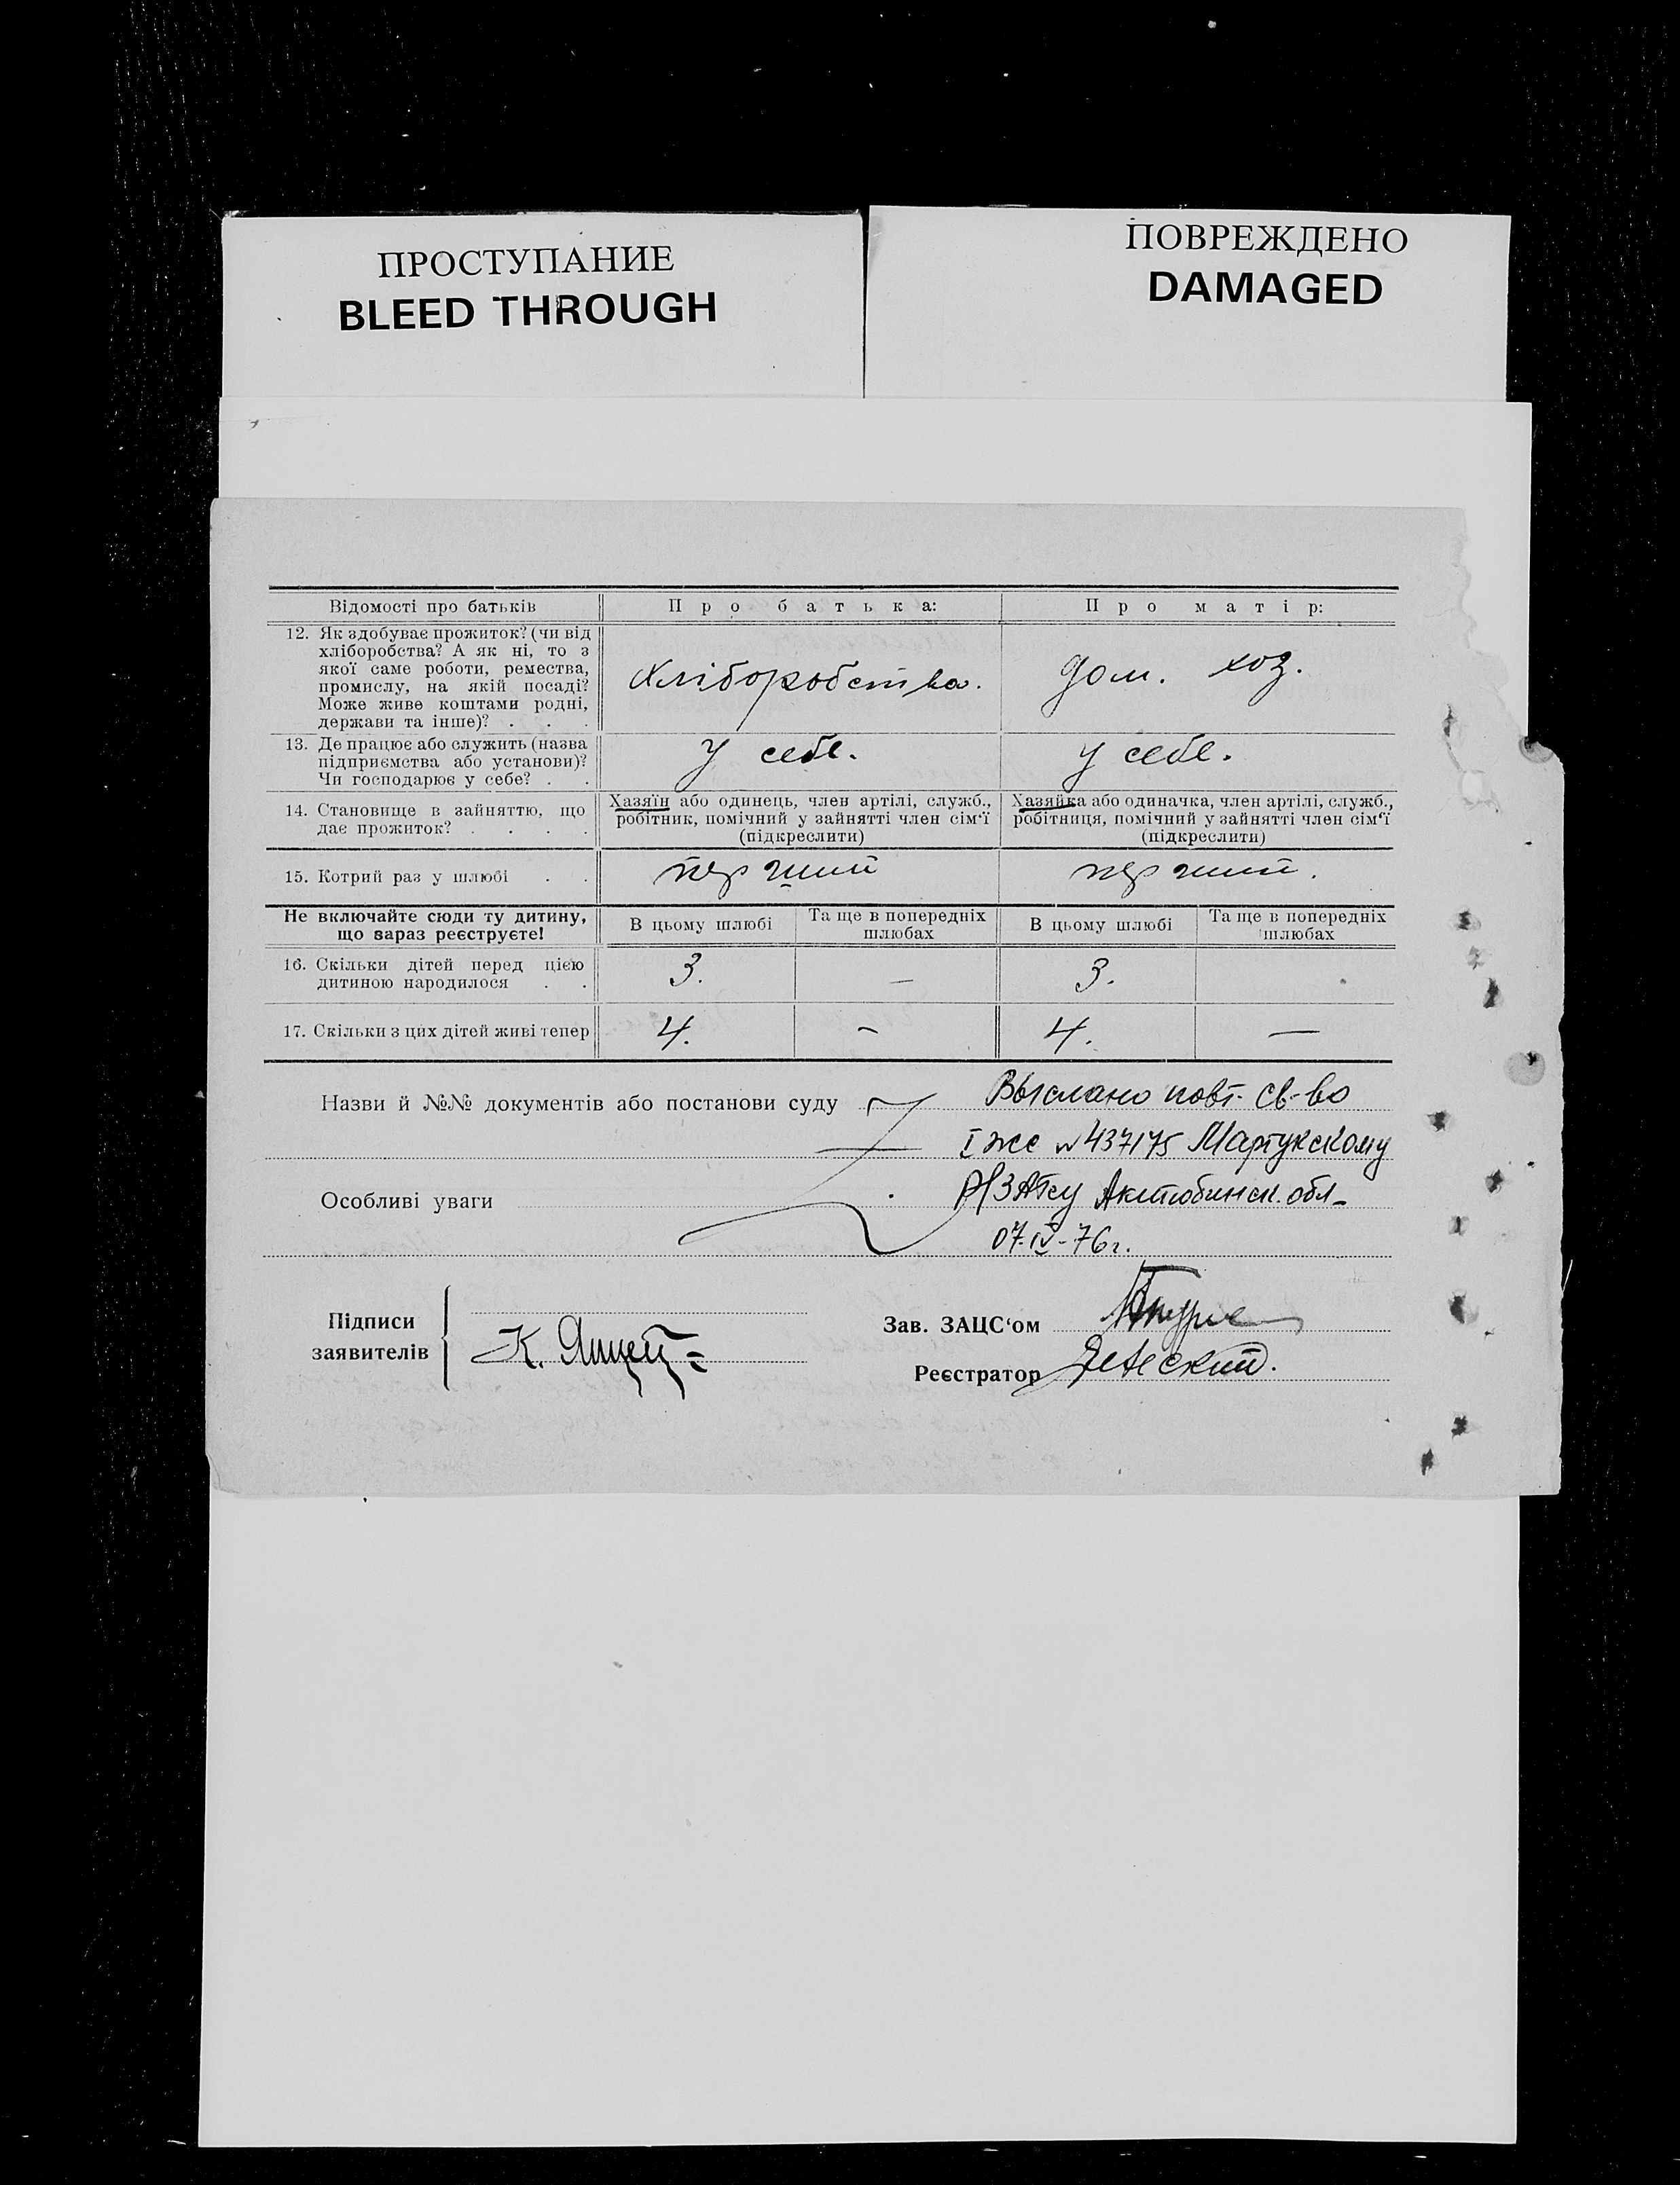 ПРОСТУПАНИЕ
BLEED THROUGH
ПОВРЕЖДЕНО
DAMAGED
Відомості про батьків
Про батька:
Про матір:
12. Як здобуває прожиток? (чи від
хліборобства? А як ні, то з
якої саме роботи, ремества,
промислу, на якій посаді?
Може живе коштами родні,
держави та інше)? . . .
Хліборобства.
дом. хоз.
13. Де працює або служить (назва
підприємства або установи)?
Чи господарює у себе? . .
У себе.
у себе.
14. Становище в зайняттю, що
дає прожиток? . . . .
Хазяїн або одинець, член артілі, служб.,
робітник, помічний у зайнятті член сім'ї
(підкреслити)
Хазяйка або одиначка, член артілі, служб.,
робітниця, помічний у зайнятті член сім'ї
(підкреслити)
15. Котрий раз у шлюбі . .
перший
перший.
Не включайте сюди ту дитину,
що зараз реєструєте!
В цьому шлюбі
Та ще в попередніх
шлюбах
В цьому шлюбі
Та ще в попередніх
шлюбах
16. Скільки дітей перед цією
дитиною народилося . .
3.
—
3.
17. Скільки з цих дітей живі тепер
4.
—
4.
—
Назви й №№ документів або постанови суду
Выслано повт. св-во
I же № 437175 Мартукскому
Р/ЗАГсу Актюбинск. обл-
Особливі уваги
07-IV-76г.
Підписи
заявителів
К.
Зав. ЗАЦС'ом
Реєстратор